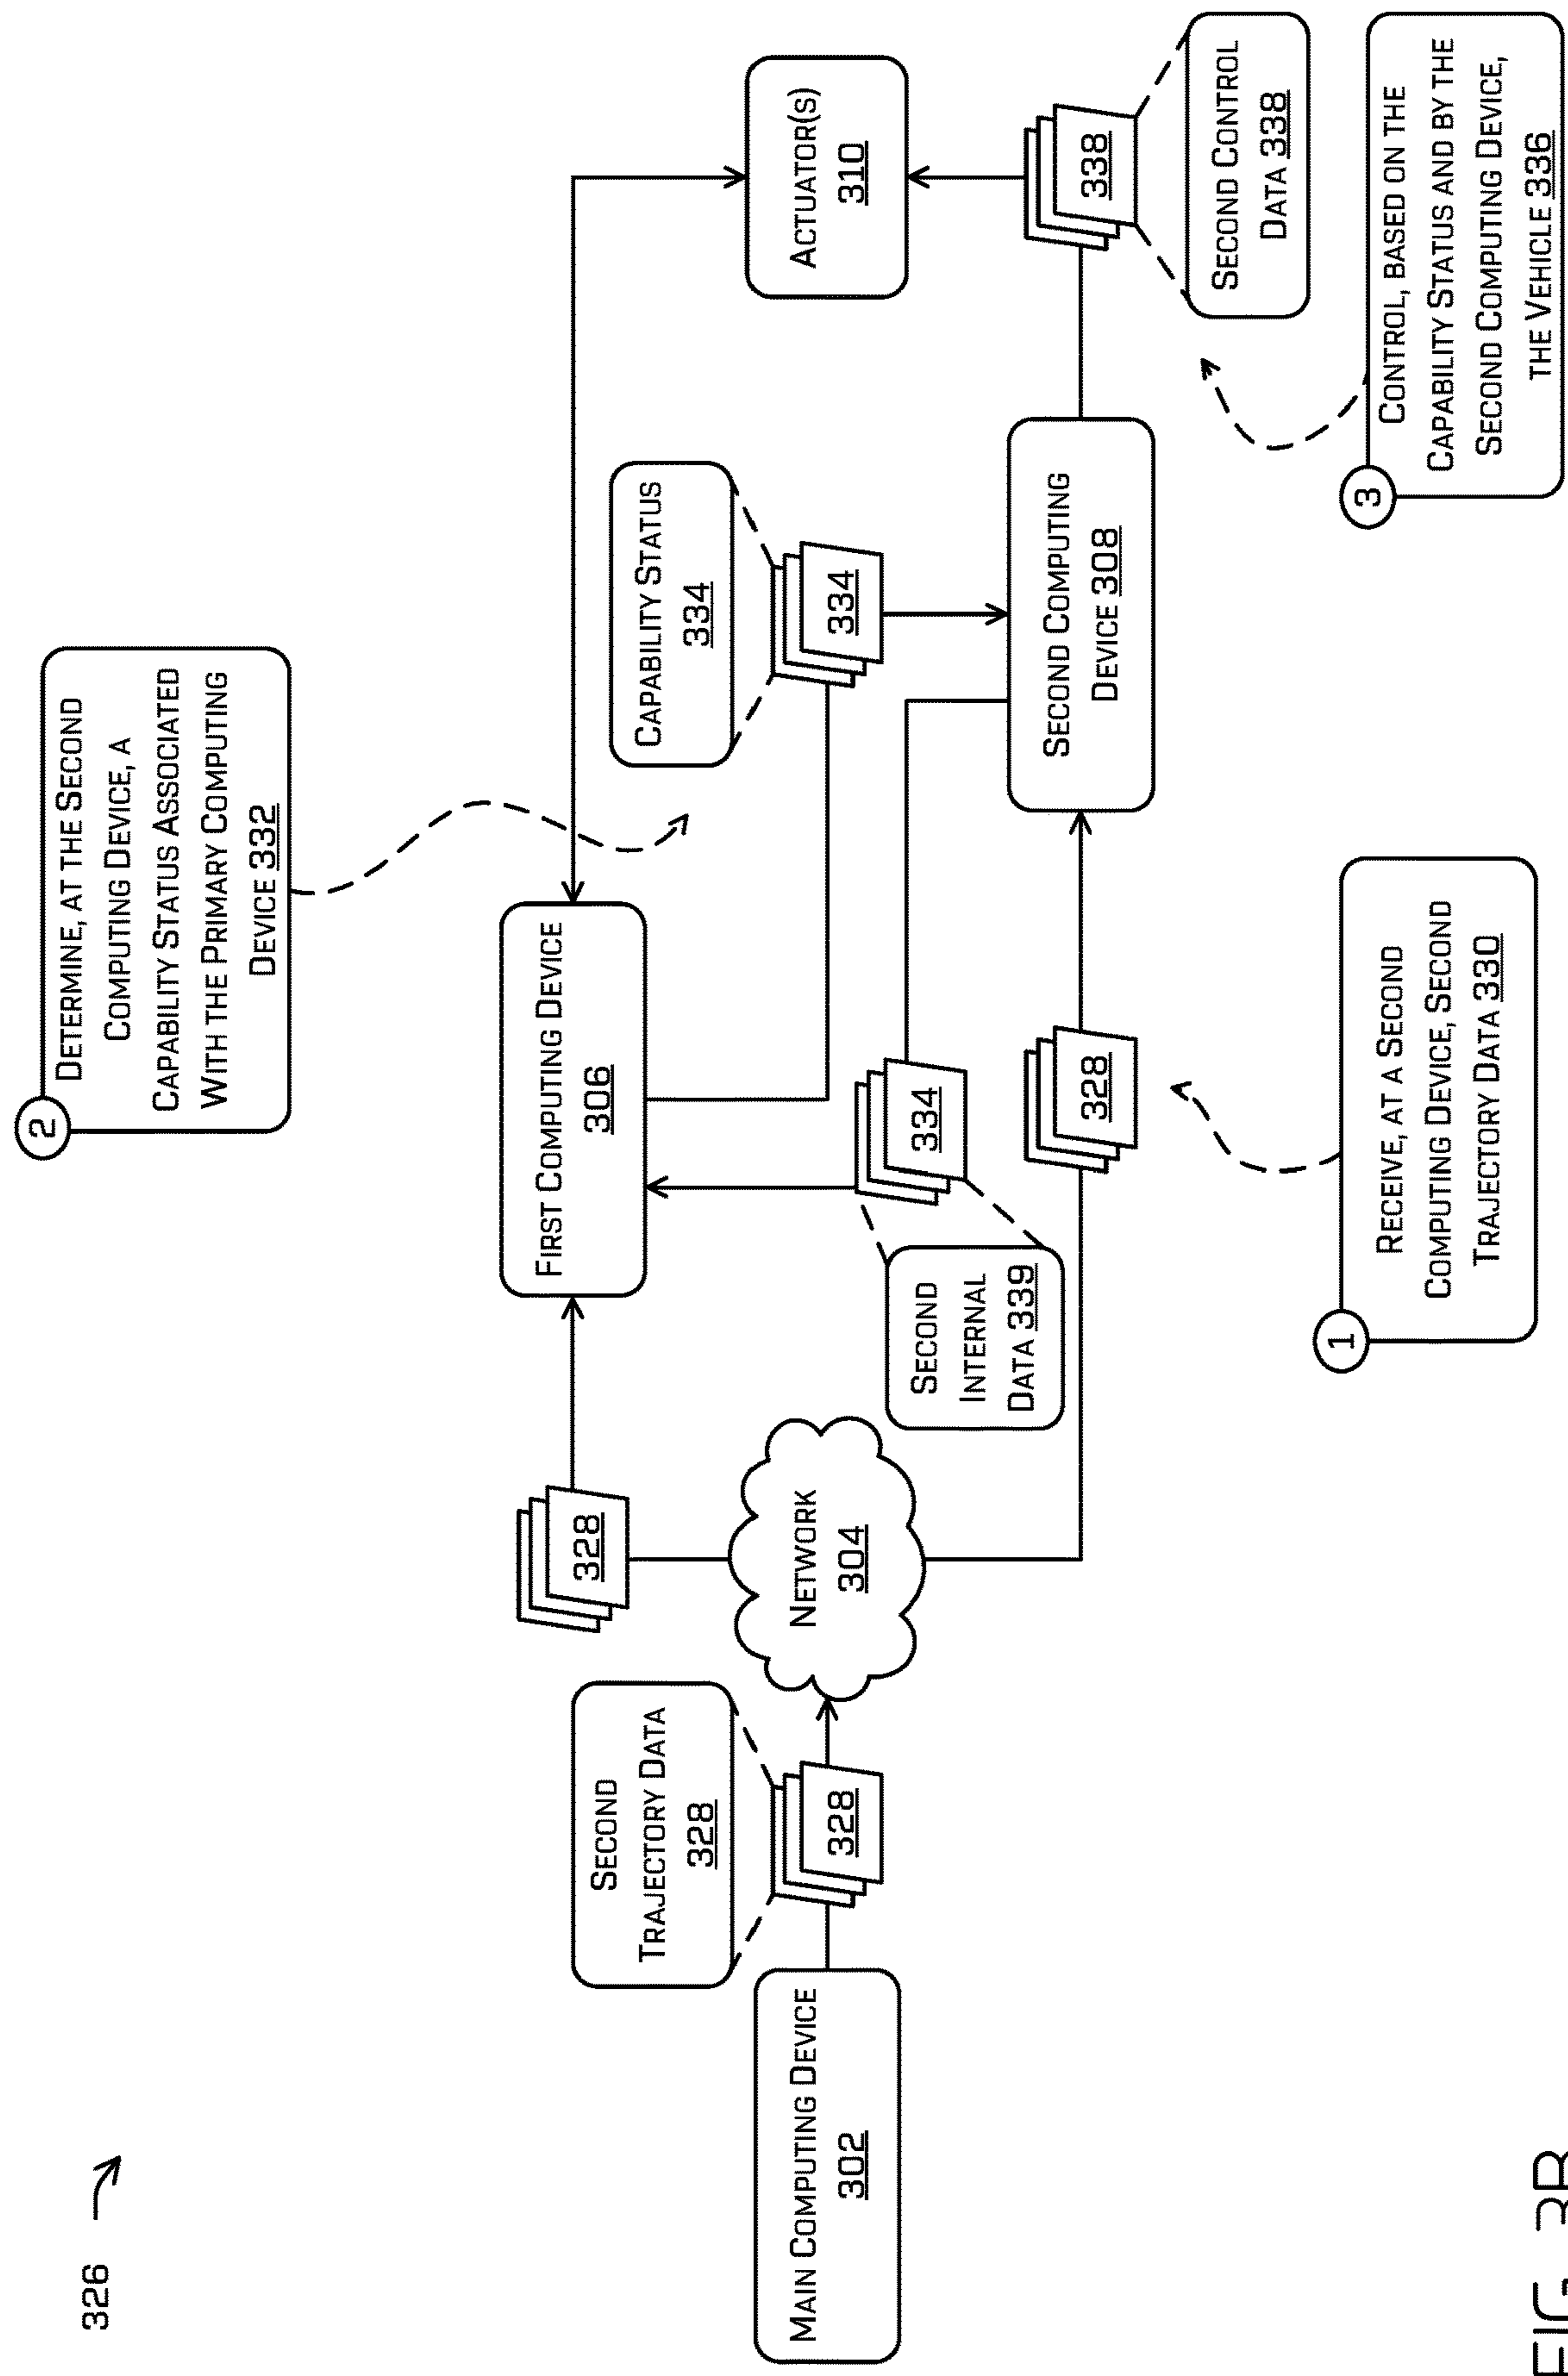 326
2
DETERMINE, AT THE SECOND
COMPUTING DEVICE, A
CAPABILITY STATUS ASSOCIATED
WITH THE PRIMARY COMPUTING
DEVICE 332
SECOND
TRAJECTORY DATA
328
328
FIRST COMPUTING DEVICE
306
CAPABILITY STATUS
334
MAIN COMPUTING DEVICE
302
328
NETWORK
304
334
ACTUATOR(S)
310
SECOND
INTERNAL
DATA 339
334
328
SECOND COMPUTING
DEVICE 308
338
SECOND CONTROL
DATA 338
1
RECEIVE, AT A SECOND
COMPUTING DEVICE, SECOND
TRAJECTORY DATA 330
3
CONTROL, BASED ON THE
CAPABILITY STATUS AND BY THE
SECOND COMPUTING DEVICE,
THE VEHICLE 336
FIG. 3B